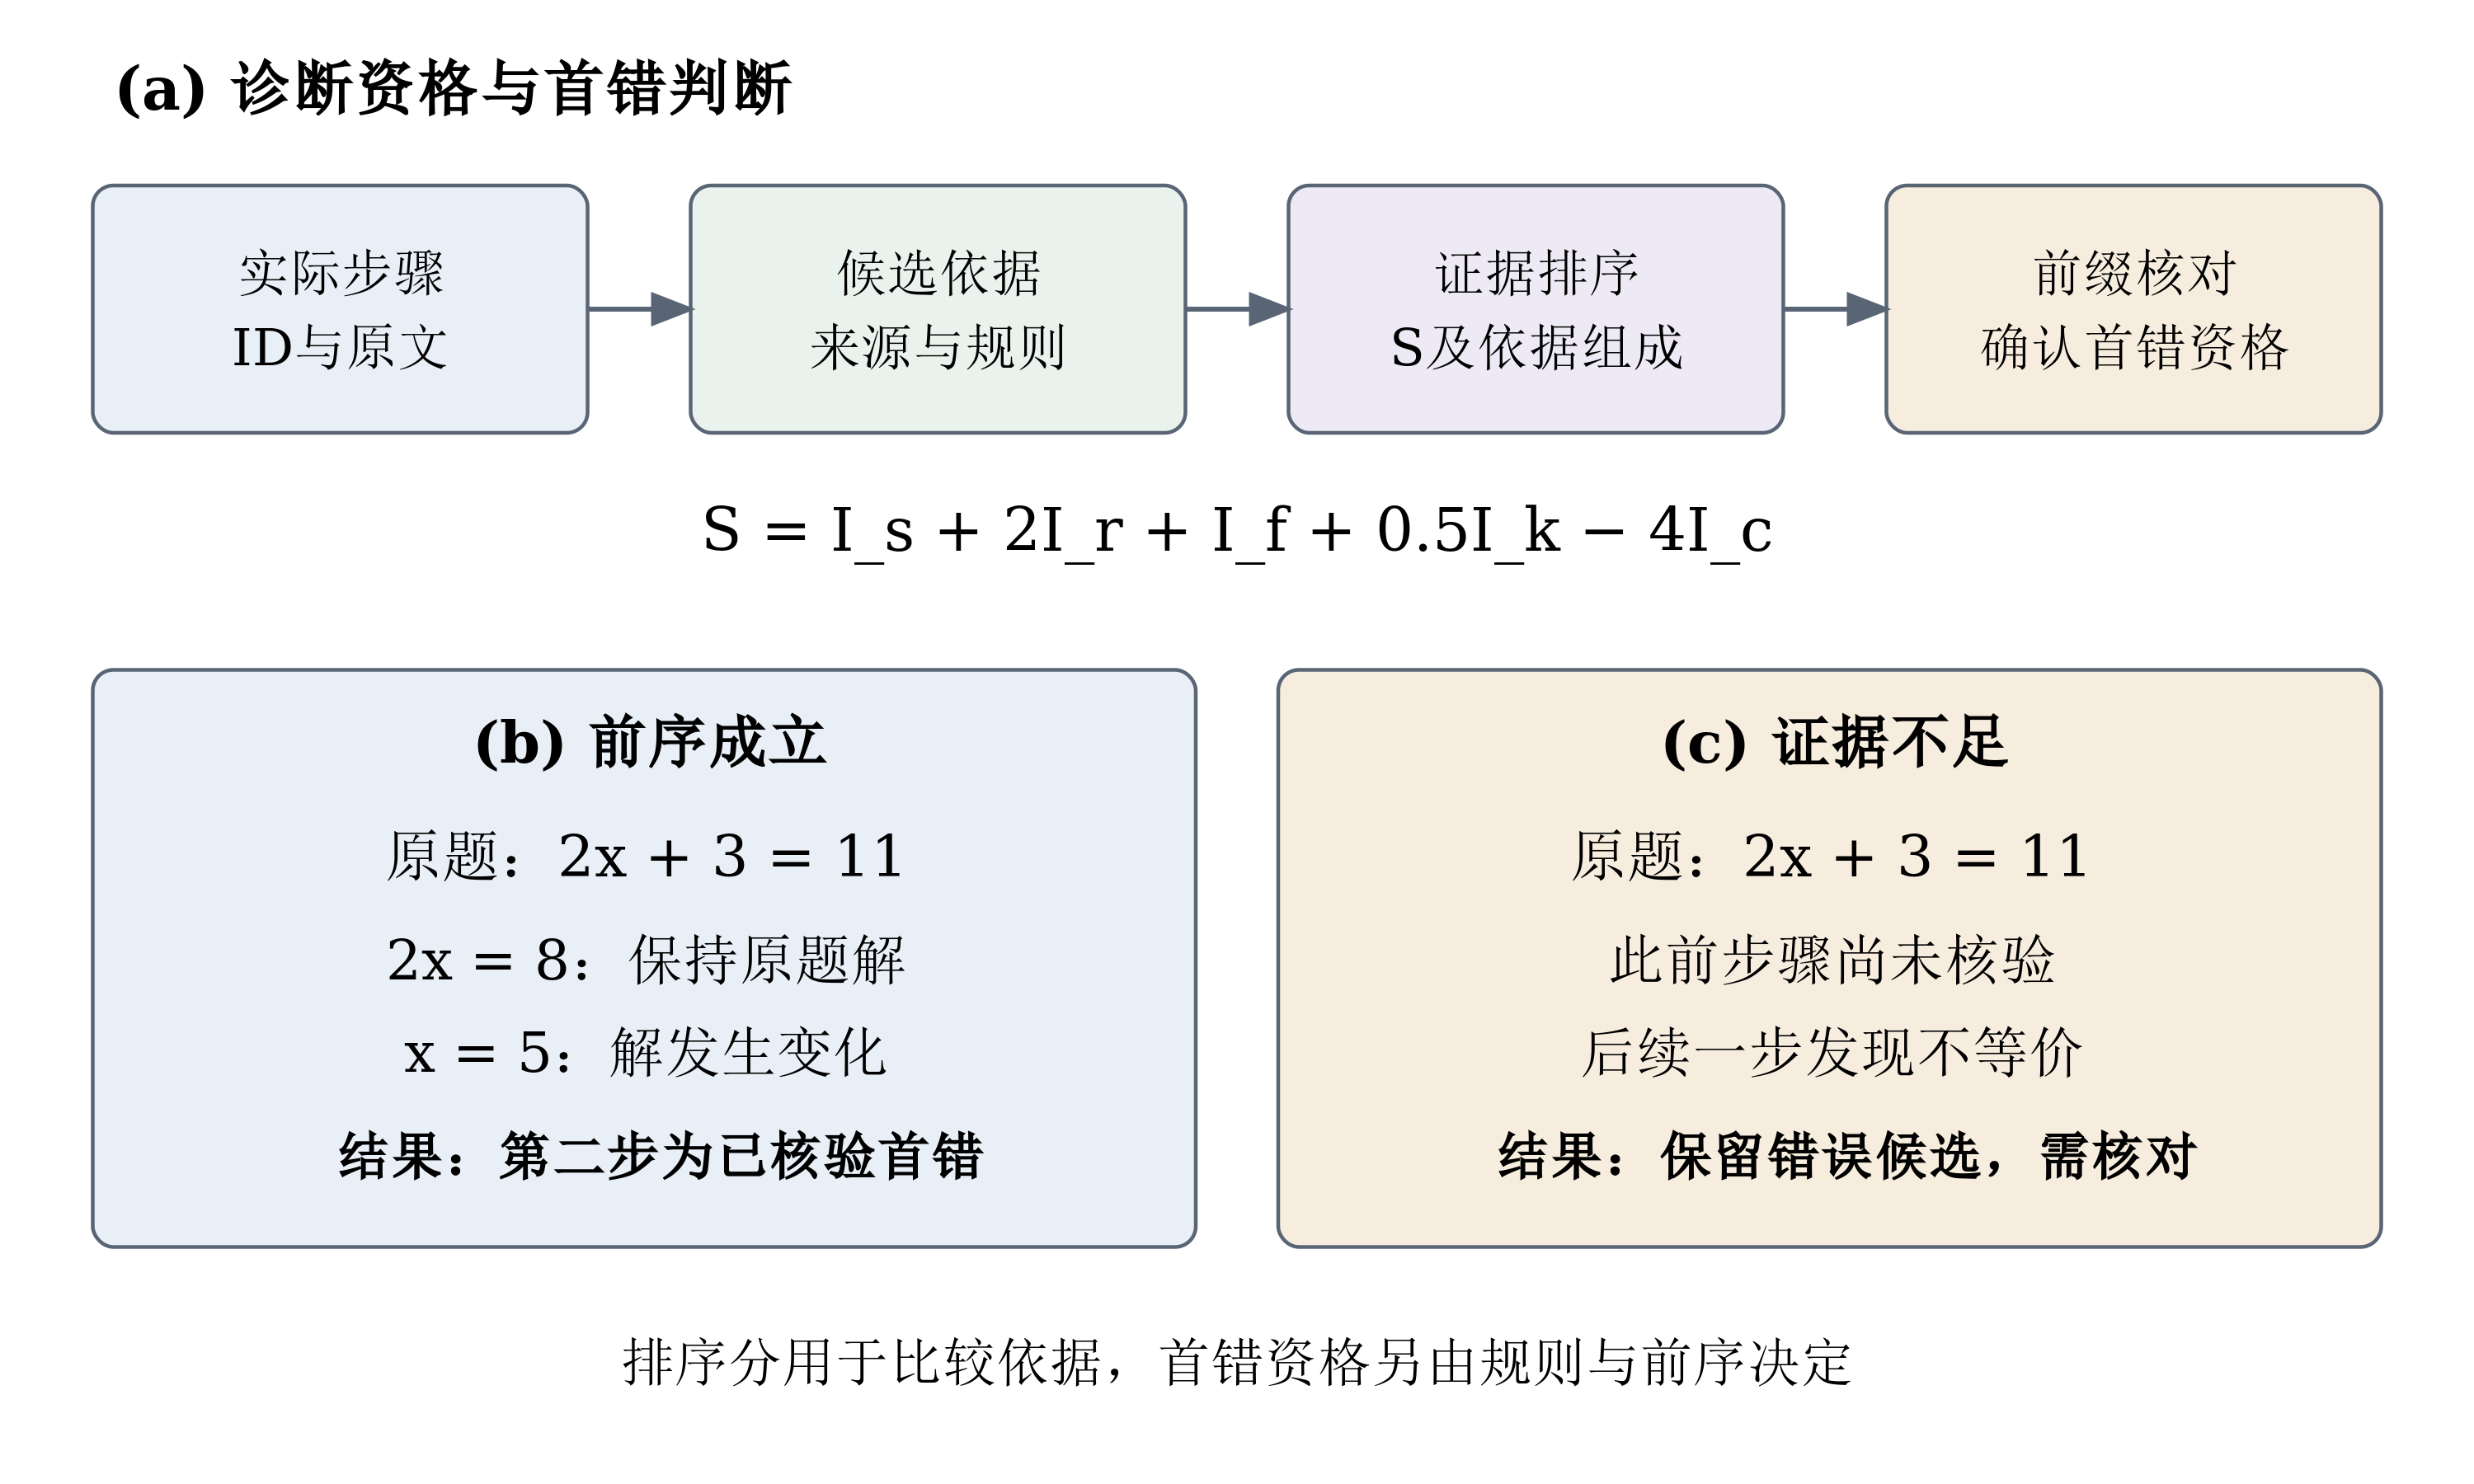 (a) 诊断资格与首错判断
实际步骤
ID与原文
候选依据
来源与规则
证据排序
S及依据组成
前缀核对
确认首错资格
S = I_s + 2I_r + I_f + 0.5I_k − 4I_c
(b) 前序成立
原题：2x + 3 = 11
2x = 8：保持原题解
x = 5：解发生变化
结果：第二步为已核验首错
(c) 证据不足
原题：2x + 3 = 11
此前步骤尚未核验
后续一步发现不等价
结果：保留错误候选，需核对
排序分用于比较依据，首错资格另由规则与前序决定